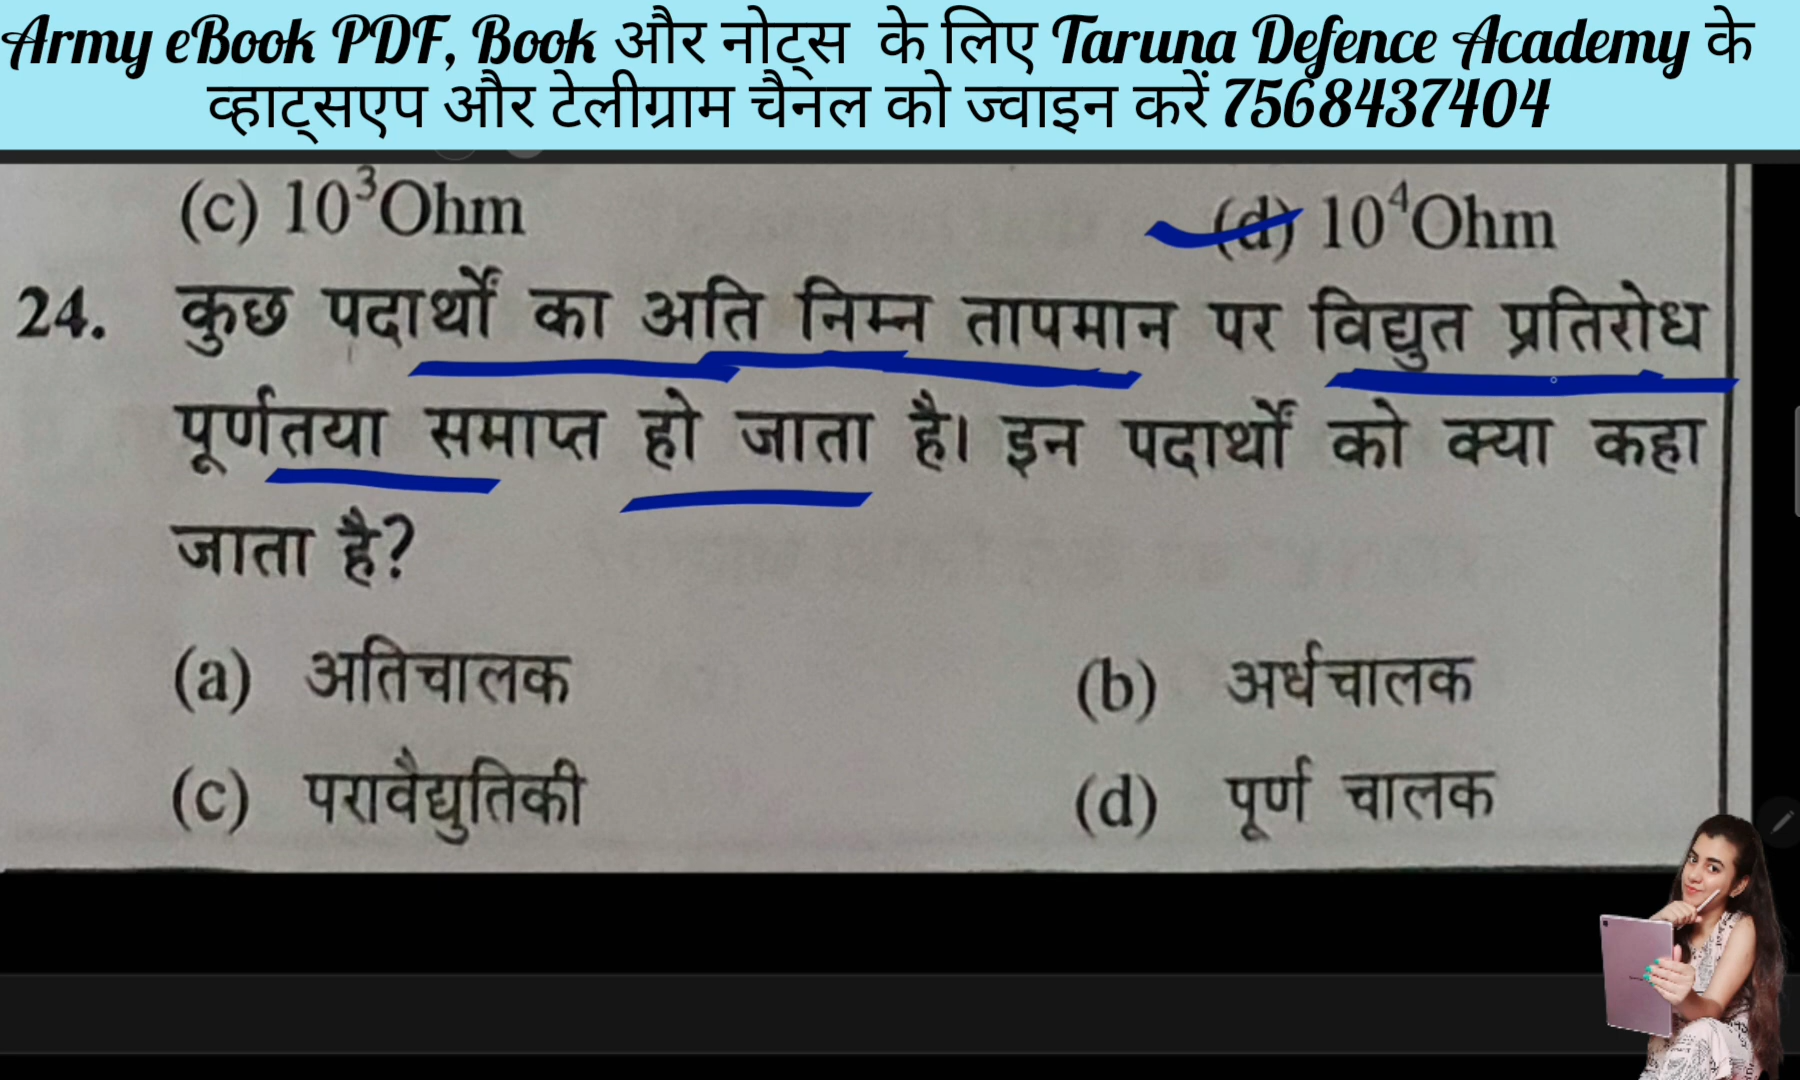 Army eBook PDF, Book और नोट्स के लिए Taruna Defence Academy के
व्हाट्सएप और टेलीग्राम चैनल को ज्वाइन करें 7568437404
(c) 10³Ohm (d) 10⁴Ohm
24. कुछ पदार्थों का अति निम्न तापमान पर विद्युत प्रतिरोध
पूर्णतया समाप्त हो जाता है। इन पदार्थों को क्या कहा
जाता है?
(a) अतिचालक (b) अर्धचालक
(c) परावैद्युतिकी (d) पूर्ण चालक